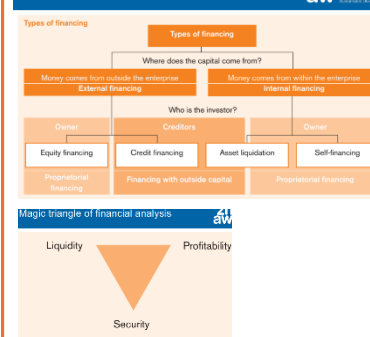 aw
Types of financing
Types of financing
Where does the capital come from?
Money comes from outside the enterprise
External financing
Money comes from within the enterprise
Internal financing
Who is the investor?
Owner
Creditors
Owner
Equity financing
Credit financing
Asset liquidation
Self-financing
Proprietorial financing
Financing with outside capital
Proprietorial financing
Magic triangle of financial analysis
aw
Liquidity
Profitability
Security